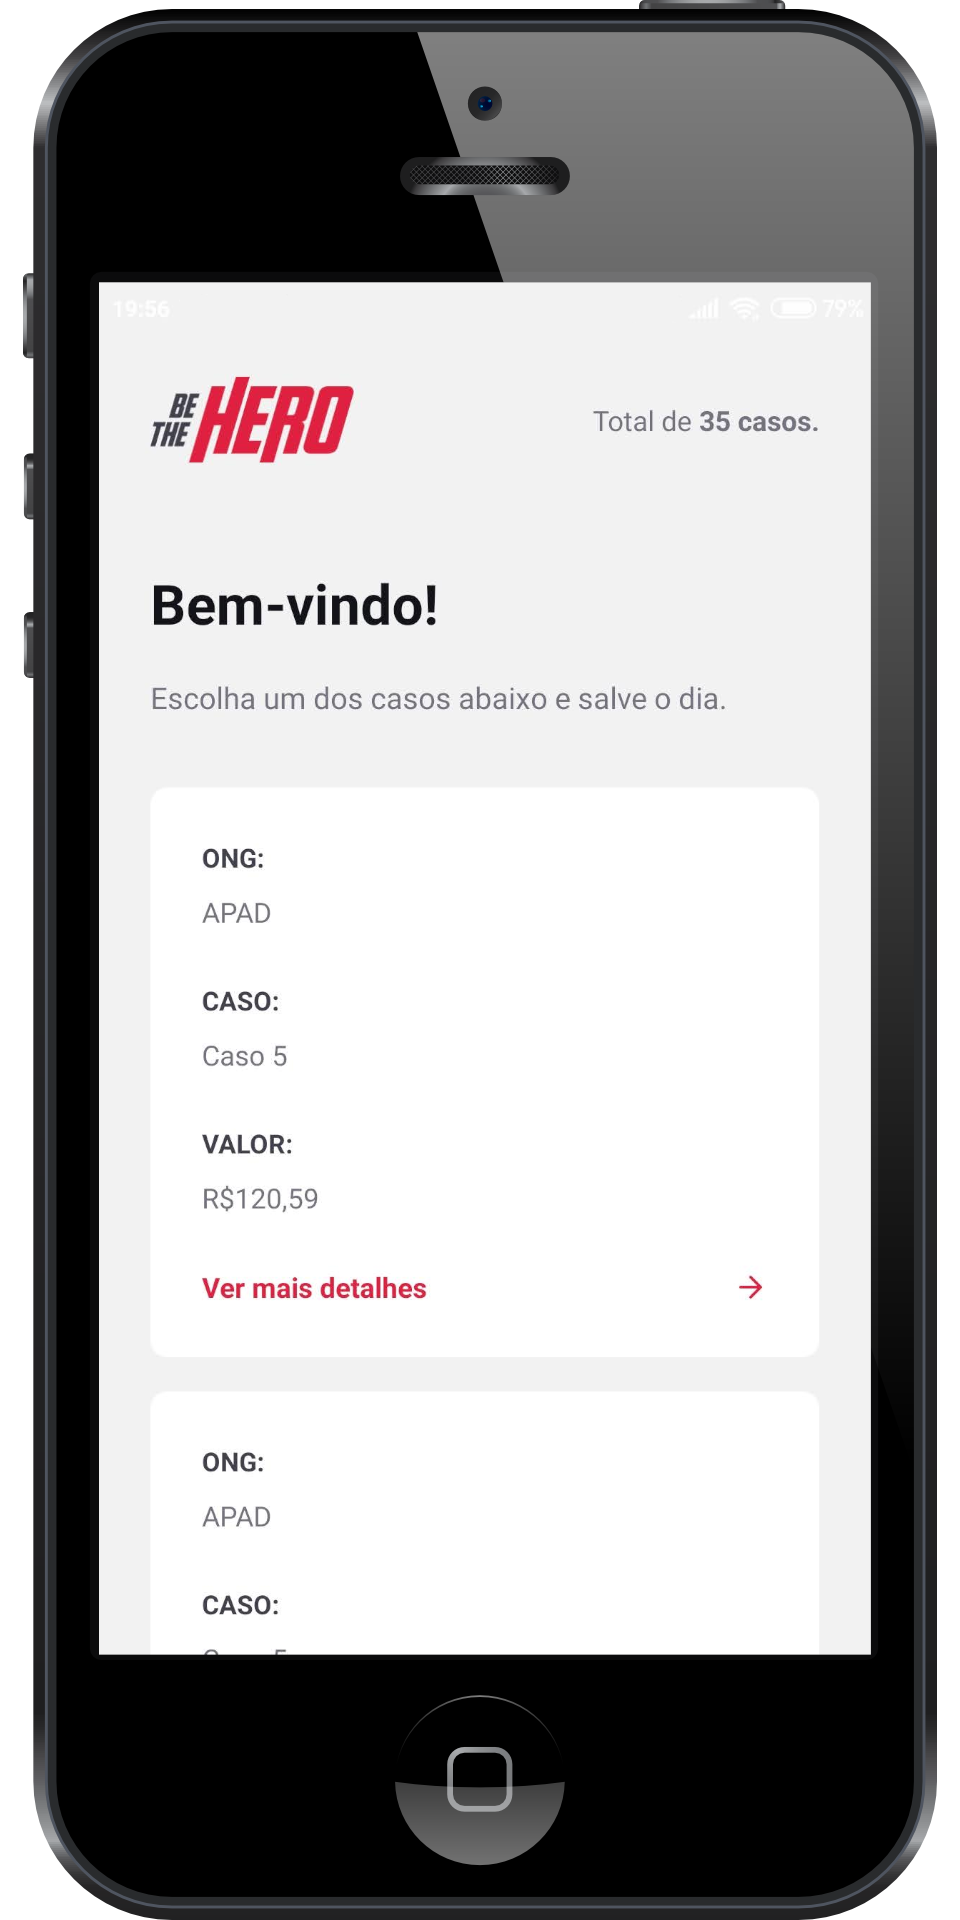 19:56 79%
BE THE HERO
Total de 35 casos.
Bem-vindo!
Escolha um dos casos abaixo e salve o dia.
ONG:
APAD
CASO:
Caso 5
VALOR:
R$120,59
Ver mais detalhes
ONG:
APAD
CASO: